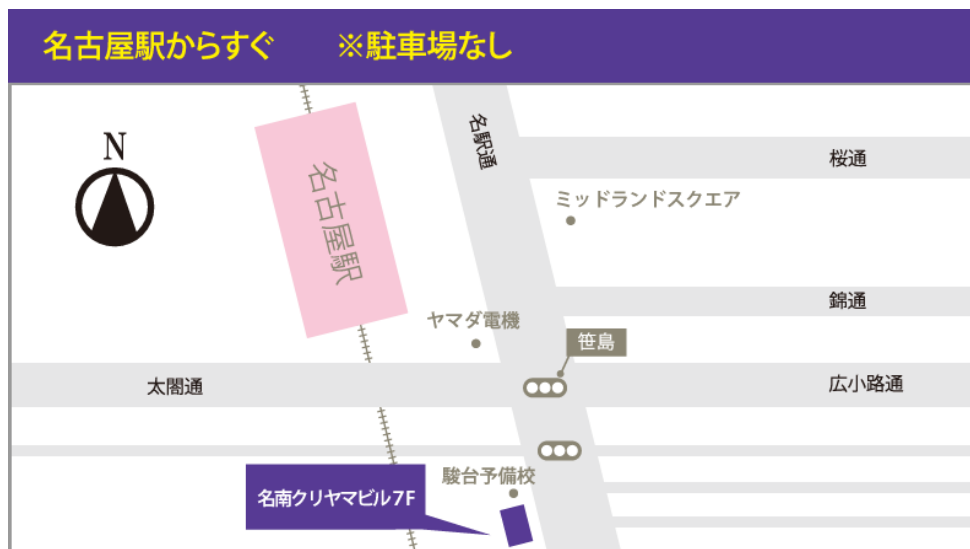 名古屋駅からすぐ　　※駐車場なし
N
名駅通
桜通
名古屋駅
ミッドランドスクエア
錦通
ヤマダ電機
笹島
太閤通
広小路通
駿台予備校
名南クリヤマビル7F